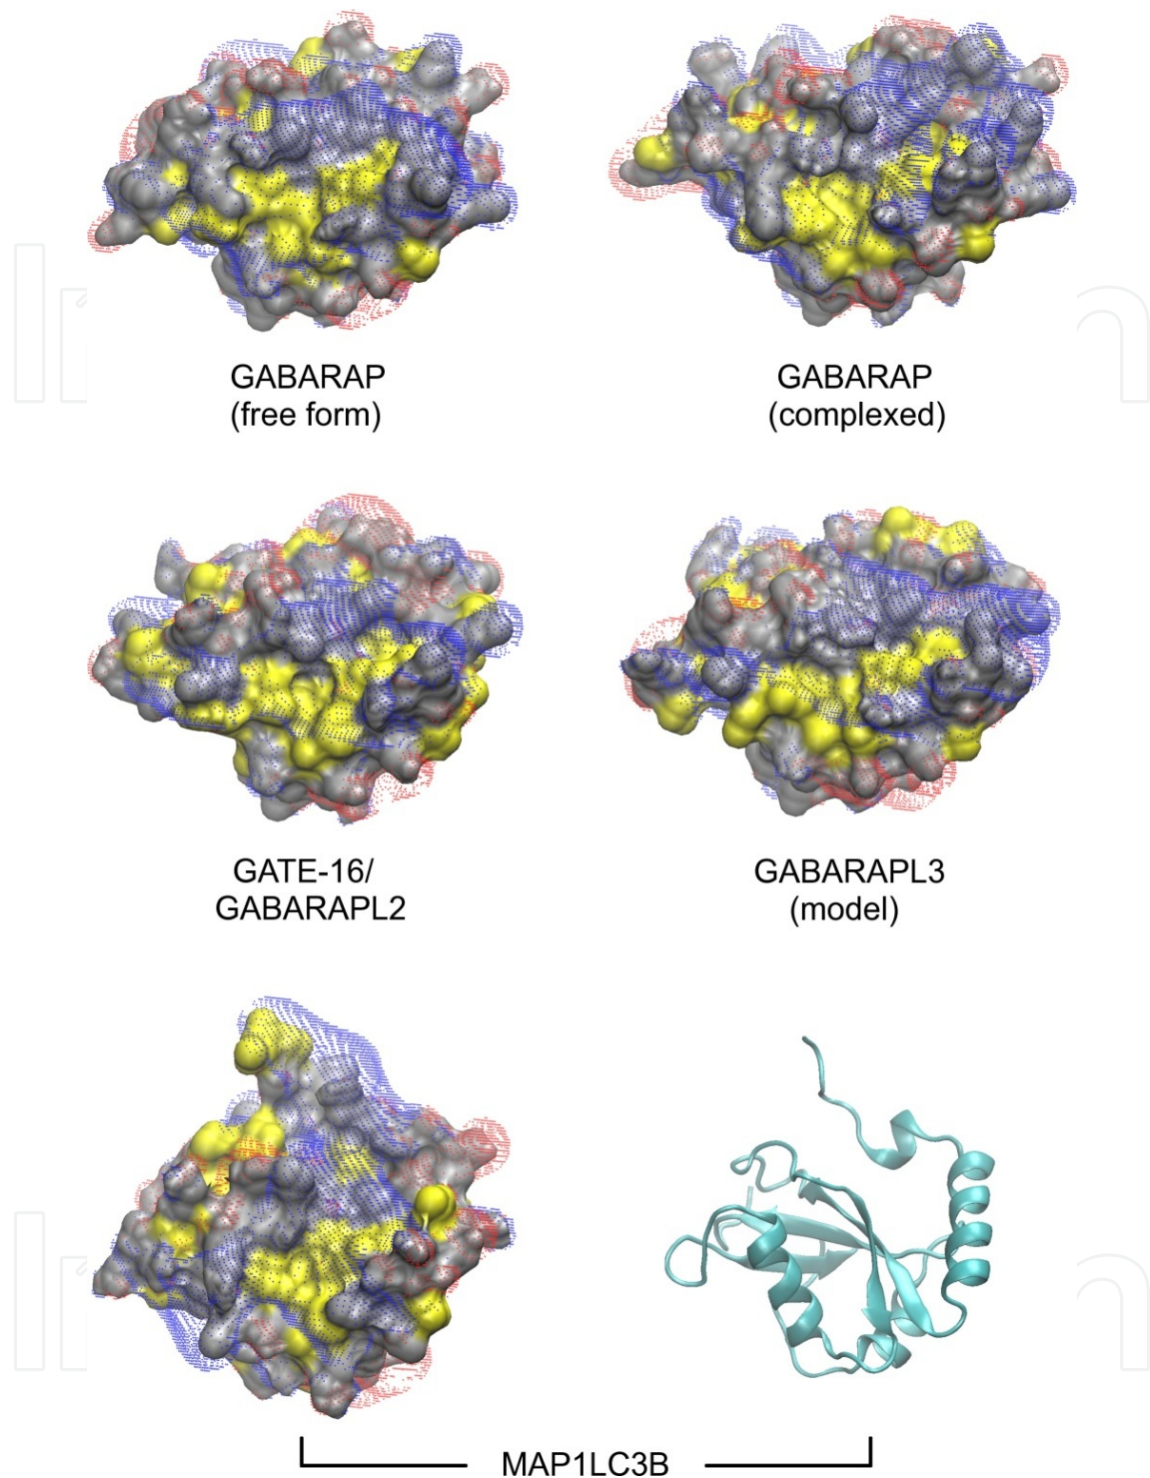 GABARAP
(free form)
GABARAP
(complexed)
GATE-16/
GABARAPL2
GABARAPL3
(model)
MAP1LC3B